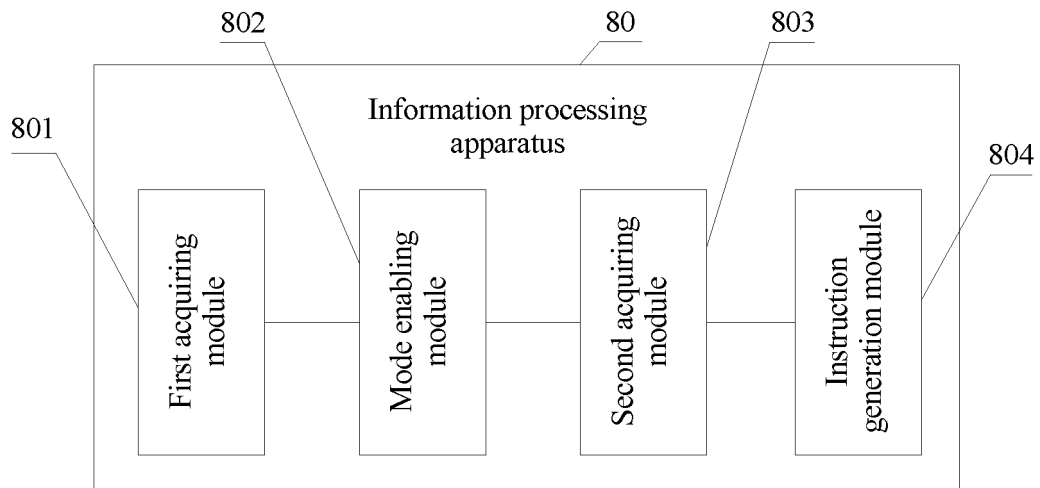 802
80
803
Information processing
apparatus
801
804
First acquiring
module
Mode enabling
module
Second acquiring
module
Instruction
generation module